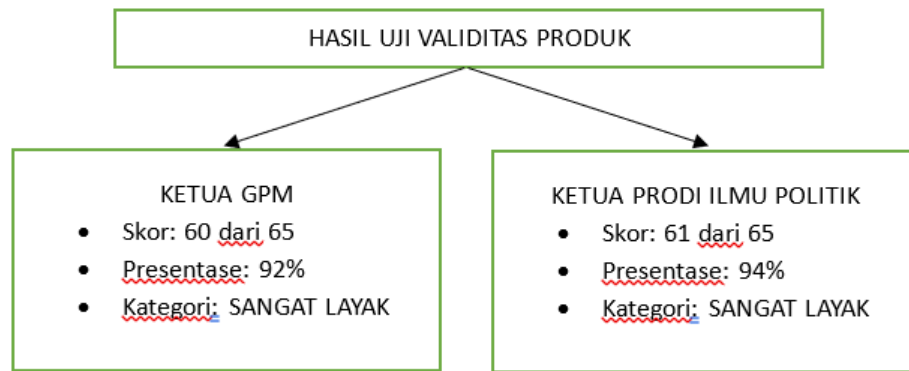 HASIL UJI VALIDITAS PRODUK
KETUA GPM
• Skor: 60 dari 65
• Presentase: 92%
• Kategori: SANGAT LAYAK
KETUA PRODI ILMU POLITIK
• Skor: 61 dari 65
• Presentase: 94%
• Kategori: SANGAT LAYAK